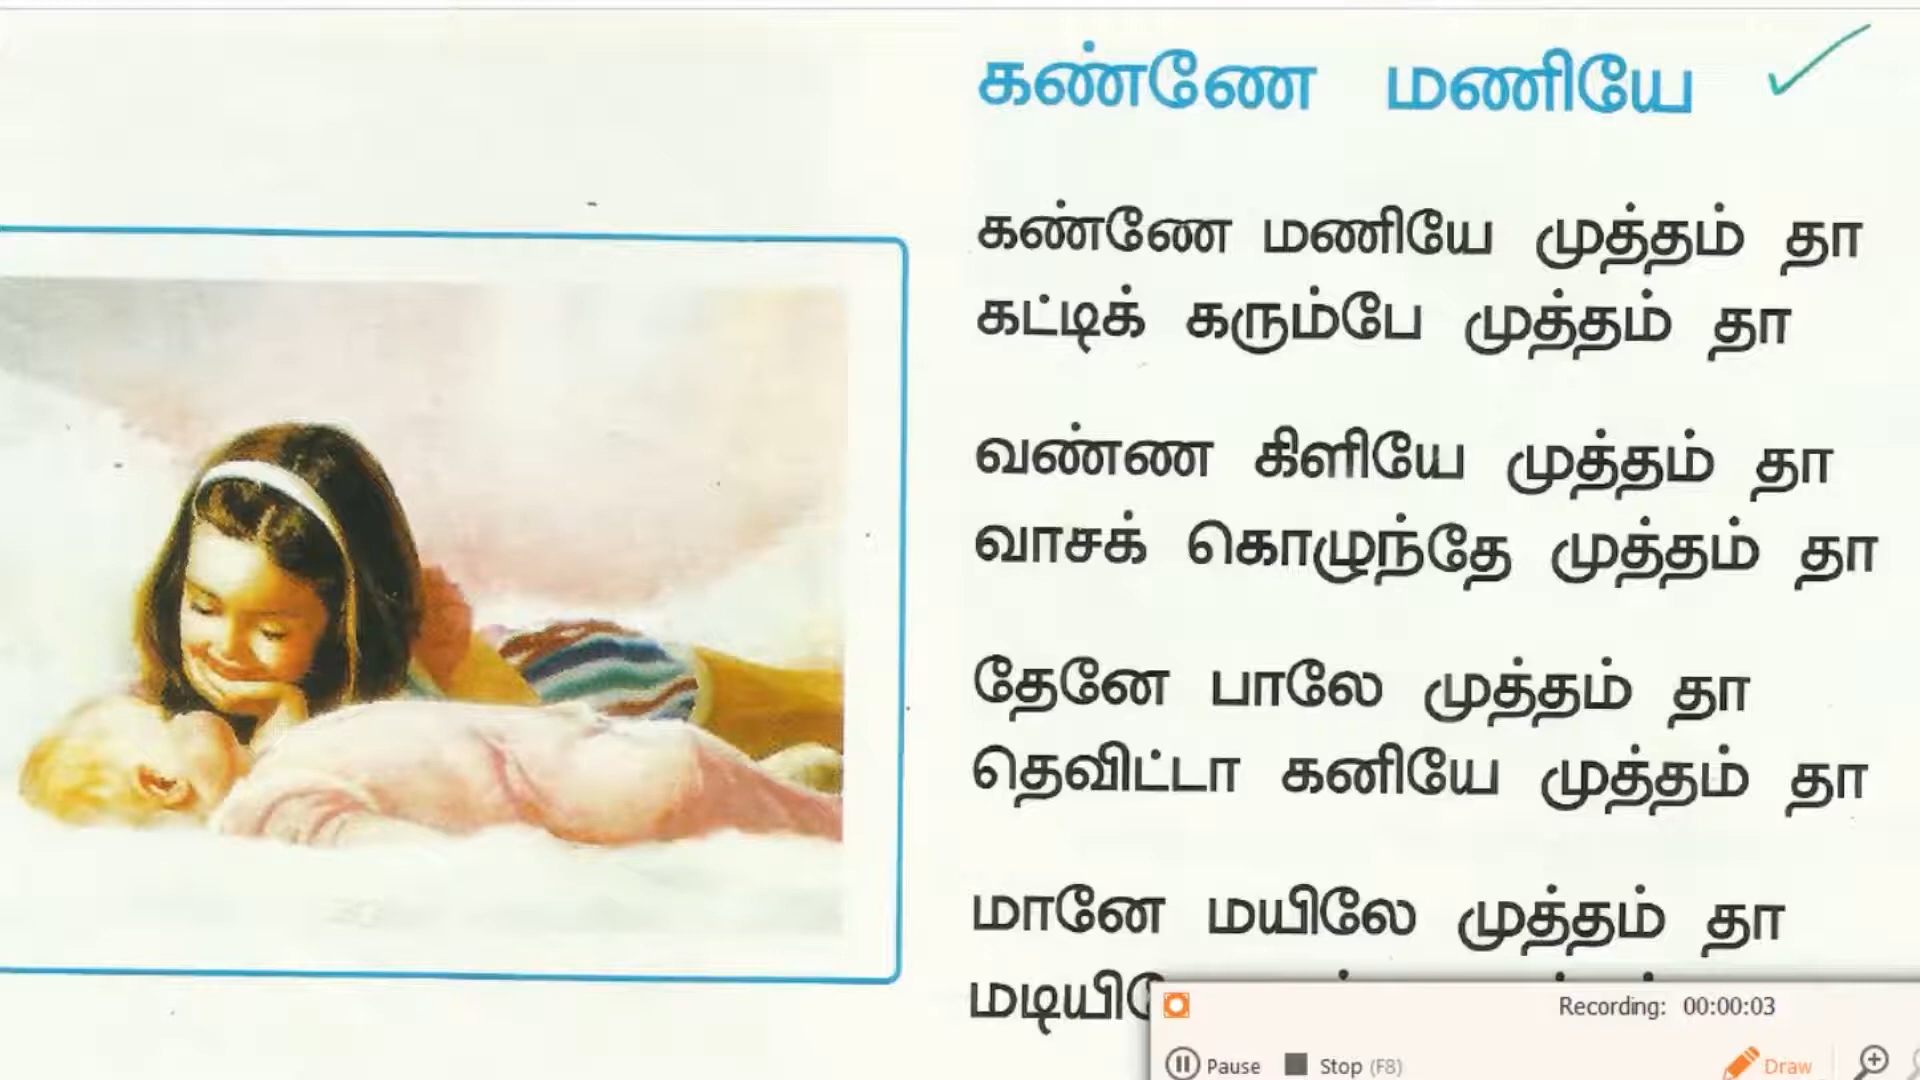 கண்ணே மணியே
கண்ணே மணியே முத்தம் தா
கட்டிக் கரும்பே முத்தம் தா
வண்ண கிளியே முத்தம் தா
வாசக் கொழுந்தே முத்தம் தா
தேனே பாலே முத்தம் தா
தெவிட்டா கனியே முத்தம் தா
மானே மயிலே முத்தம் தா
Recording: 00:00:03
Pause Stop (F8) Draw